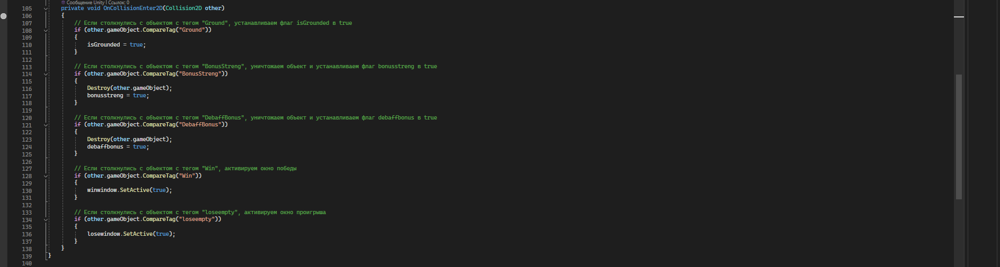 Сообщение Unity | Ссылок: 0
105 private void OnCollisionEnter2D(Collision2D other)
106 {
107 // Если столкнулись с объектом с тегом "Ground", устанавливаем флаг isGrounded в true
108 if (other.gameObject.CompareTag("Ground"))
109 {
110 isGrounded = true;
111 }
112
113 // Если столкнулись с объектом с тегом "BonusStreng", уничтожаем объект и устанавливаем флаг bonusstreng в true
114 if (other.gameObject.CompareTag("BonusStreng"))
115 {
116 Destroy(other.gameObject);
117 bonusstreng = true;
118 }
119
120 // Если столкнулись с объектом с тегом "DebaffBonus", уничтожаем объект и устанавливаем флаг debaffbonus в true
121 if (other.gameObject.CompareTag("DebaffBonus"))
122 {
123 Destroy(other.gameObject);
124 debaffbonus = true;
125 }
126
127 // Если столкнулись с объектом с тегом "Win", активируем окно победы
128 if (other.gameObject.CompareTag("Win"))
129 {
130 winwindow.SetActive(true);
131 }
132
133 // Если столкнулись с объектом с тегом "loseempty", активируем окно проигрыша
134 if (other.gameObject.CompareTag("loseempty"))
135 {
136 losewindow.SetActive(true);
137 }
138 }
139 }
140